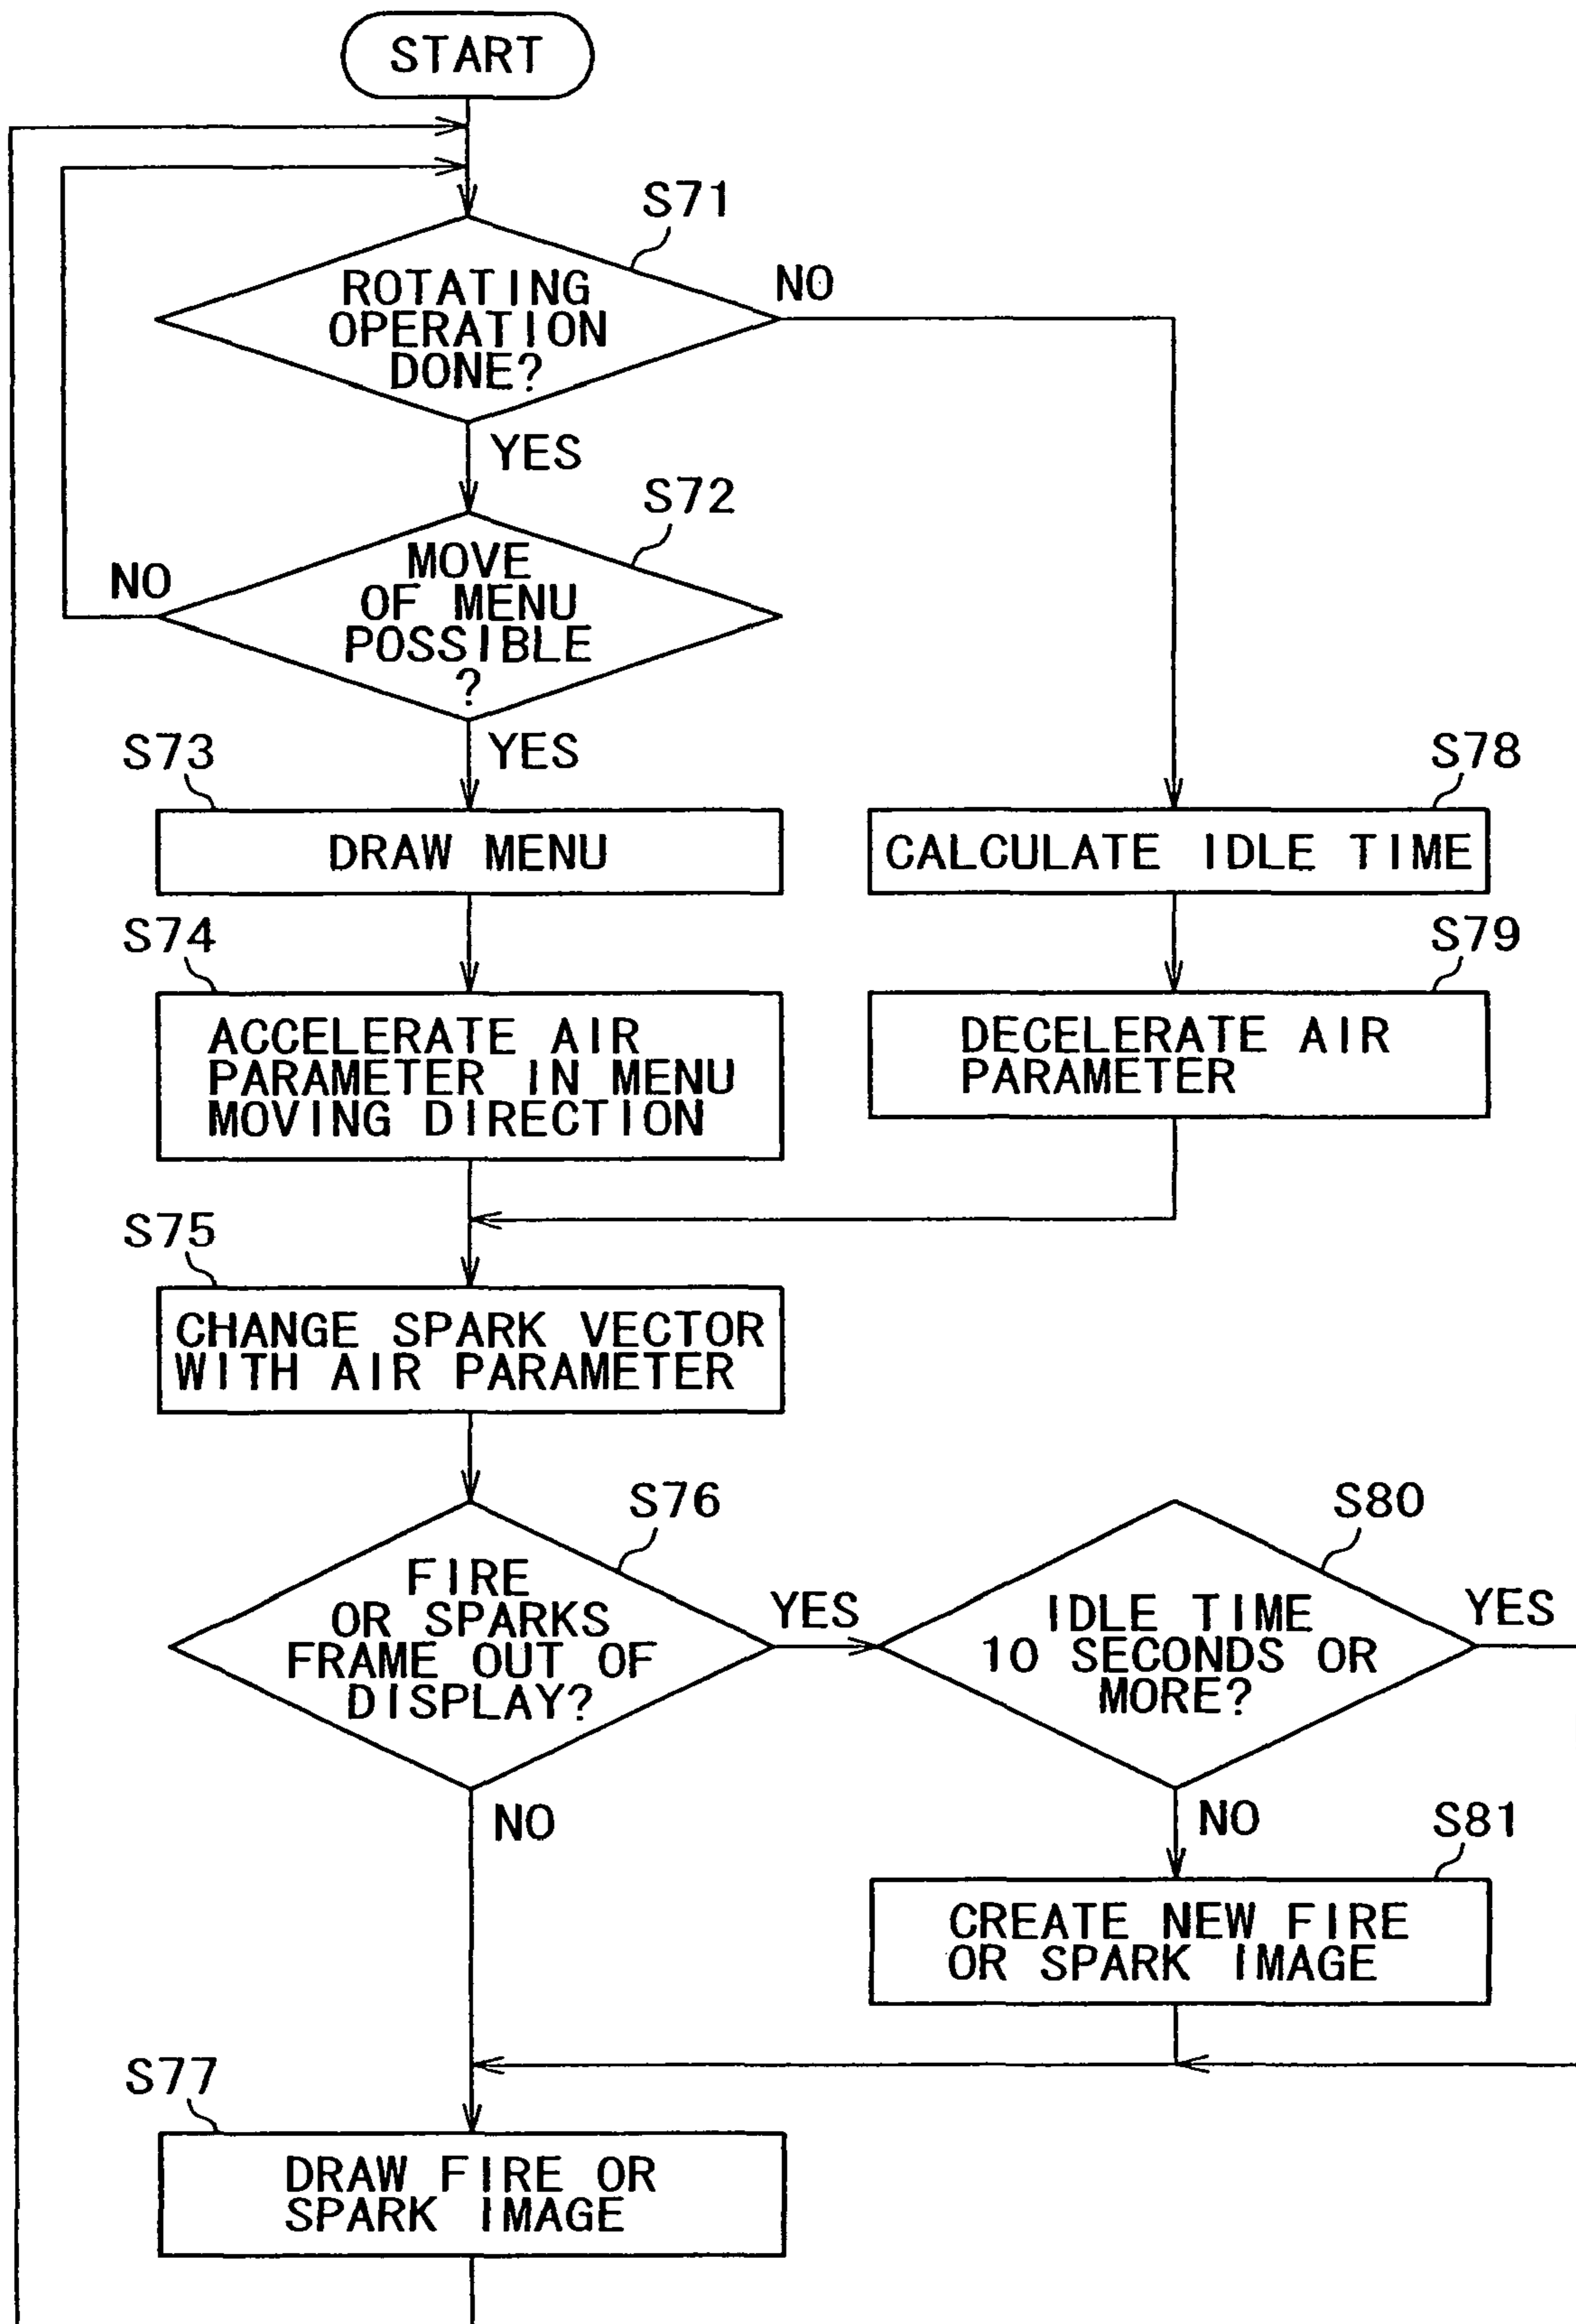 START
S71
ROTATING
OPERATION
DONE?
NO
YES
S72
MOVE
OF MENU
POSSIBLE
?
NO
YES
S73
DRAW MENU
S78
CALCULATE IDLE TIME
S74
ACCELERATE AIR
PARAMETER IN MENU
MOVING DIRECTION
S79
DECELERATE AIR
PARAMETER
S75
CHANGE SPARK VECTOR
WITH AIR PARAMETER
S76
FIRE
OR SPARKS
FRAME OUT OF
DISPLAY?
YES
NO
S80
IDLE TIME
10 SECONDS OR
MORE?
YES
NO
S81
CREATE NEW FIRE
OR SPARK IMAGE
S77
DRAW FIRE OR
SPARK IMAGE